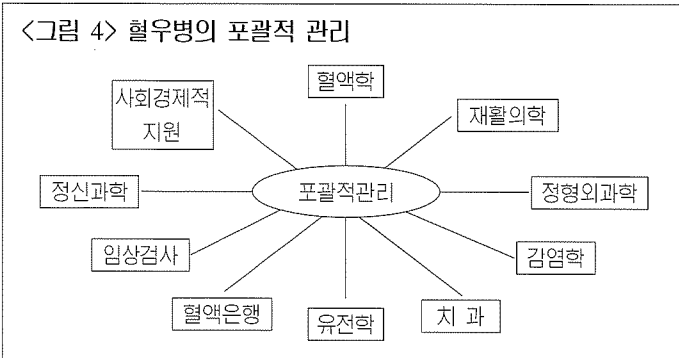 <그림 4> 혈우병의 포괄적 관리
혈액학
사회경제적
지원
재활의학
정신과학
포괄적관리
정형외과학
임상검사
감염학
혈액은행
유전학
치 과